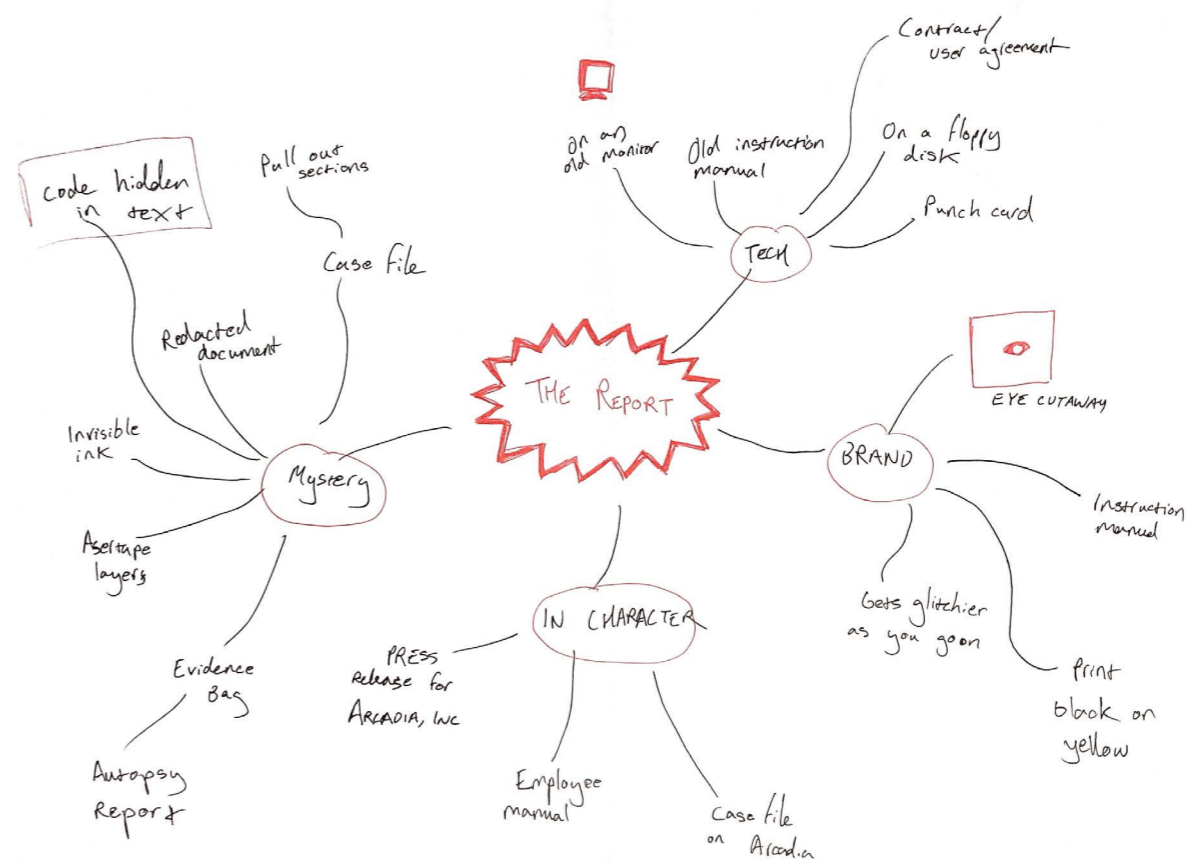 THE REPORT
TECH
On an
old monitor
Old instruction
manual
Contract/
user agreement
On a floppy
disk
Punch card
BRAND
EYE CUTAWAY
Instruction
manual
Gets glitchier
as you go on
Print
black on
yellow
IN CHARACTER
PRESS
Release for
ARCADIA, INC
Employee
manual
Case file
on Arcadia
Mystery
Code hidden
in text
Pull out
sections
Case file
Redacted
document
Invisible
ink
layers
Evidence
Bag
Autopsy
Report